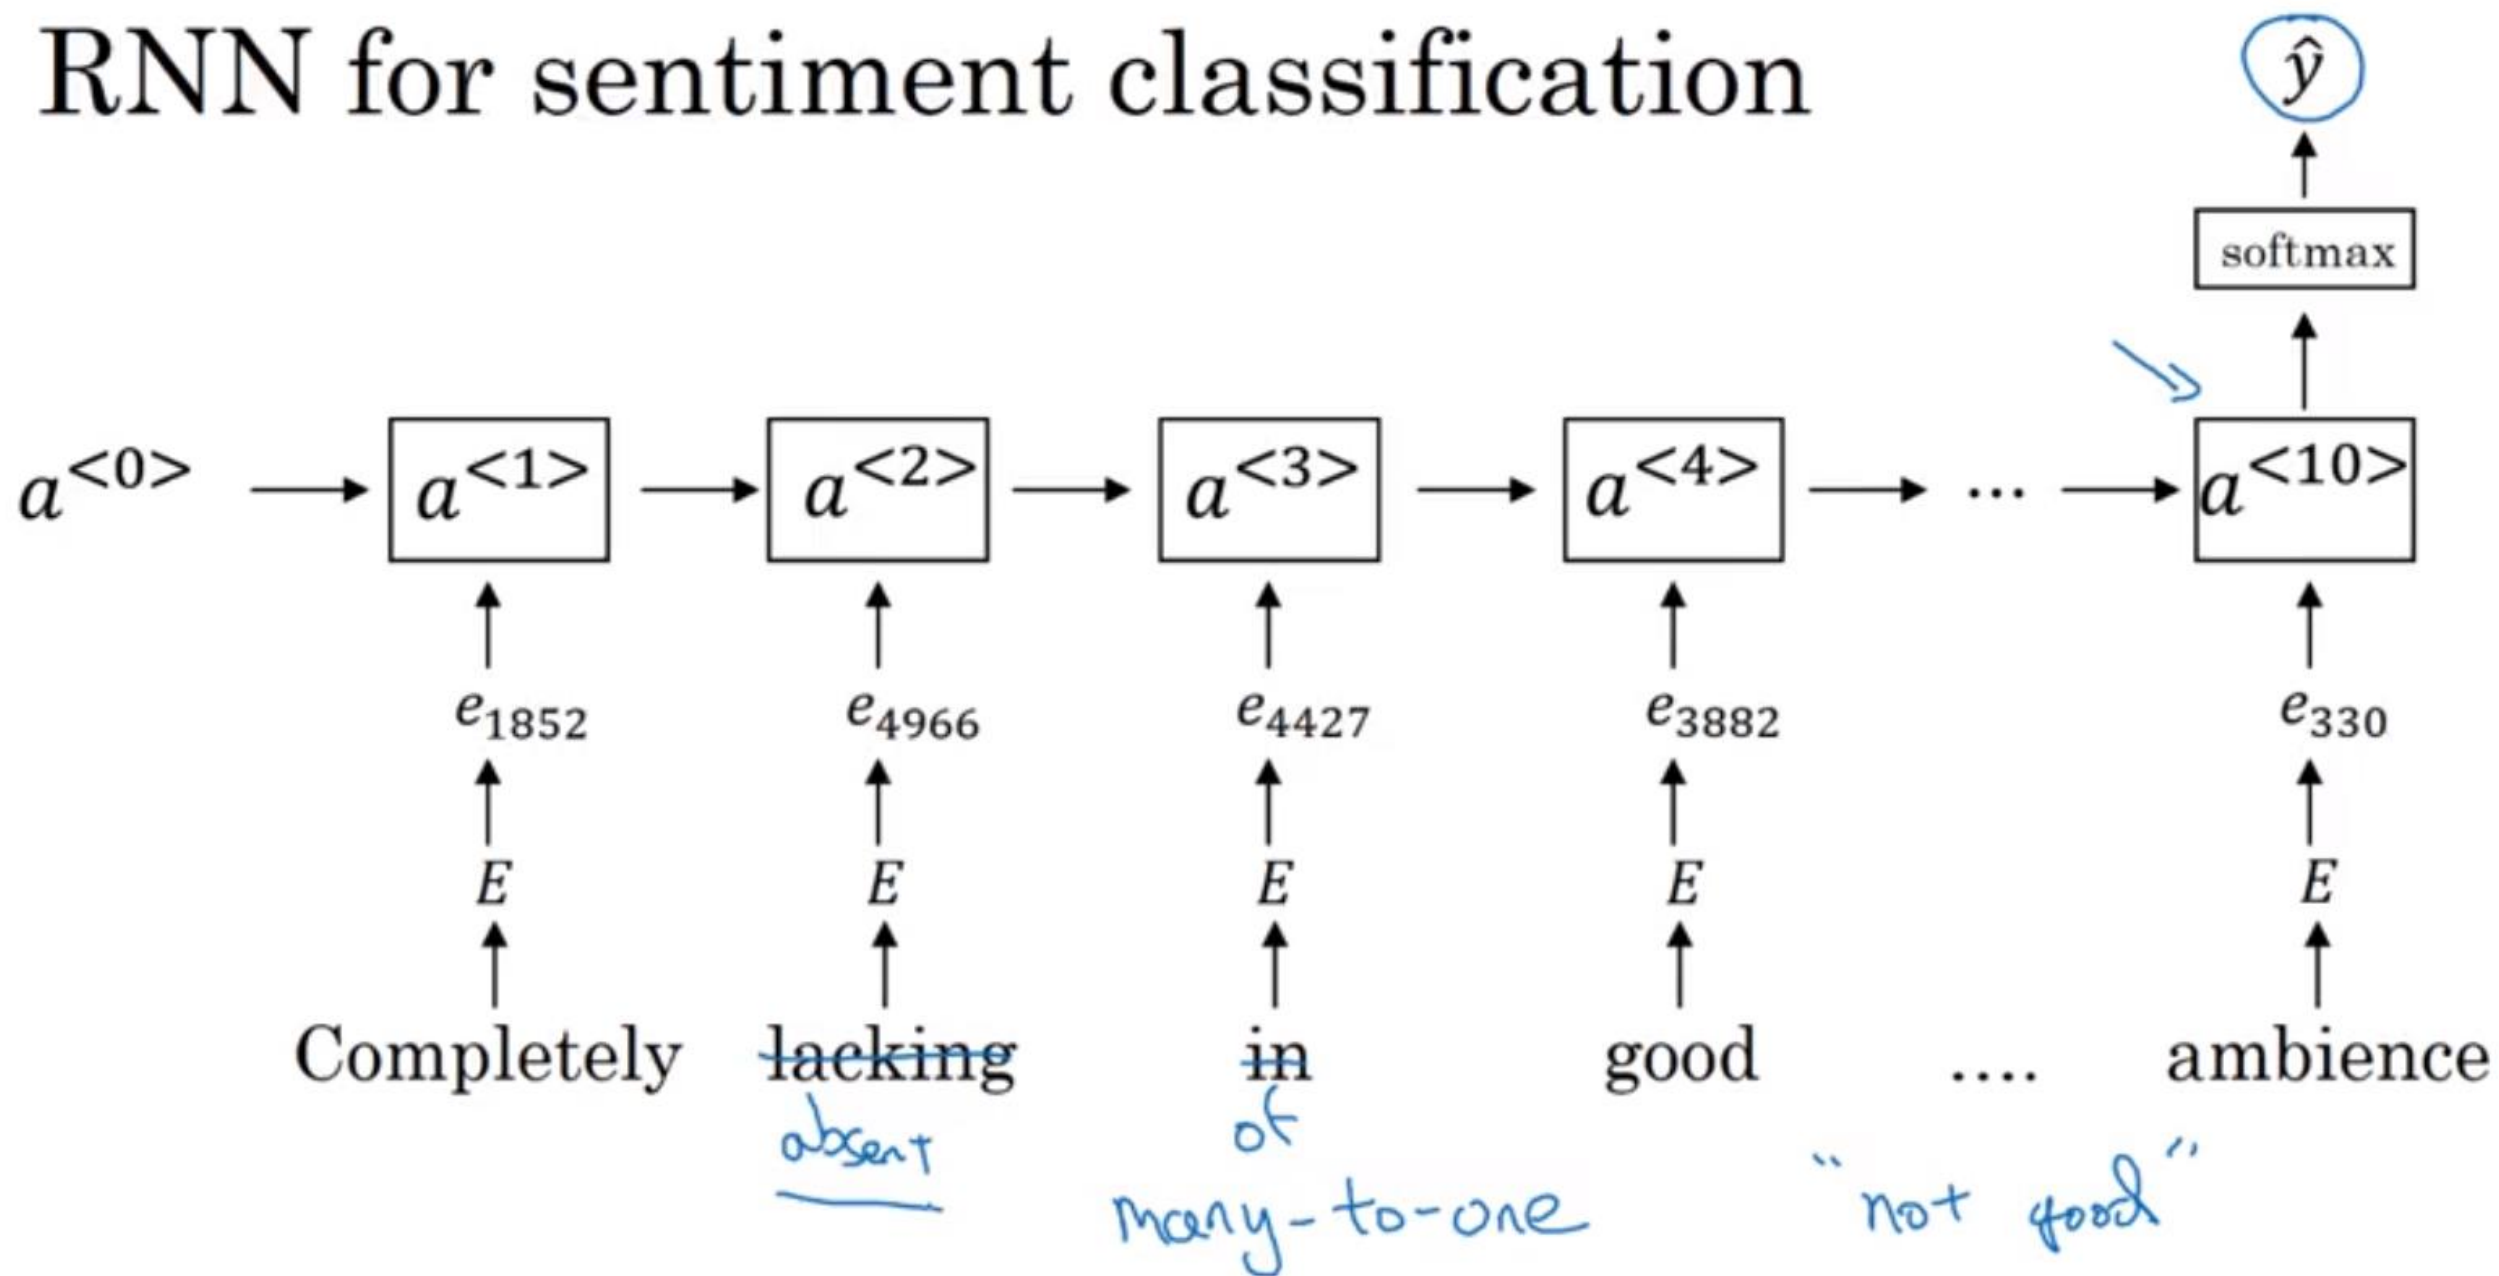 RNN for sentiment classification
ŷ
softmax
a<0> a<1> a<2> a<3> a<4> ... a<10>
e1852 e4966 e4427 e3882 e330
E E E E E
Completely lacking in good .... ambience
absent of
many-to-one "not good"